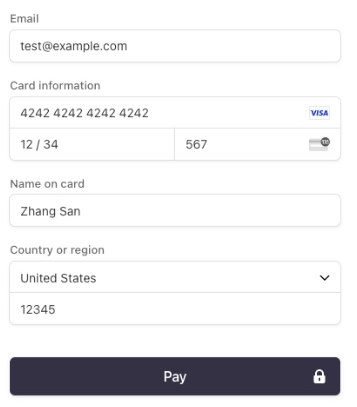 Email
test@example.com
Card information
4242 4242 4242 4242 VISA
12 / 34 567
Name on card
Zhang San
Country or region
United States
12345
Pay